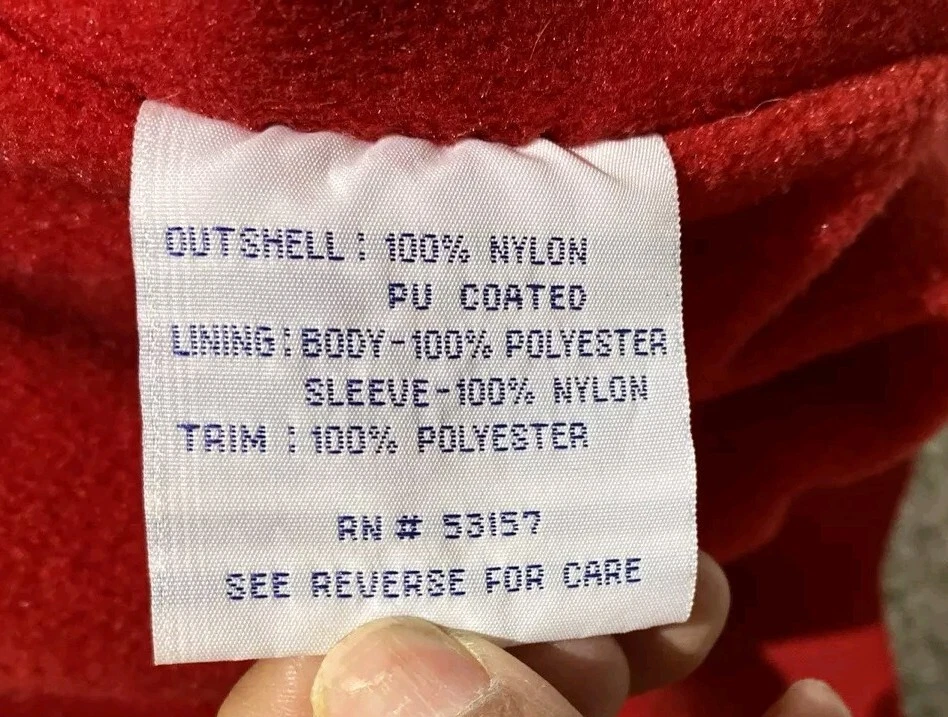 OUTSHELL: 100% NYLON
PU COATED
LINING: BODY-100% POLYESTER
SLEEVE-100% NYLON
TRIM : 100% POLYESTER
RN # 53157
SEE REVERSE FOR CARE